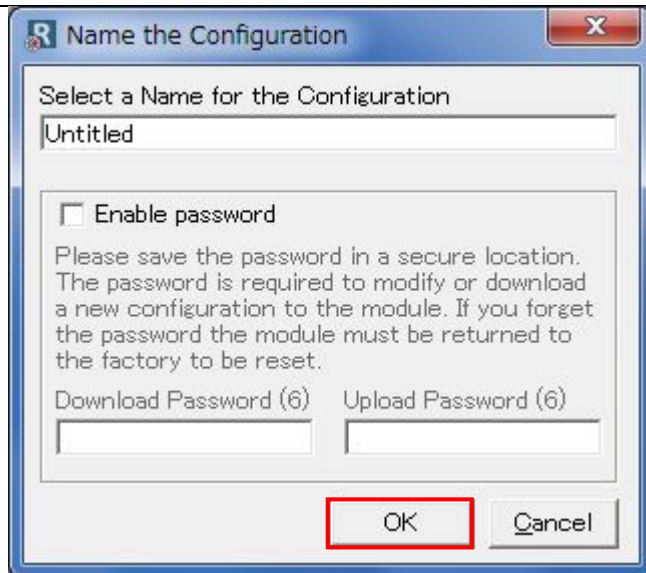 R Name the Configuration X
Select a Name for the Configuration
Untitled
Enable password
Please save the password in a secure location.
The password is required to modify or download
a new configuration to the module. If you forget
the password the module must be returned to
the factory to be reset.
Download Password (6) Upload Password (6)
OK Cancel